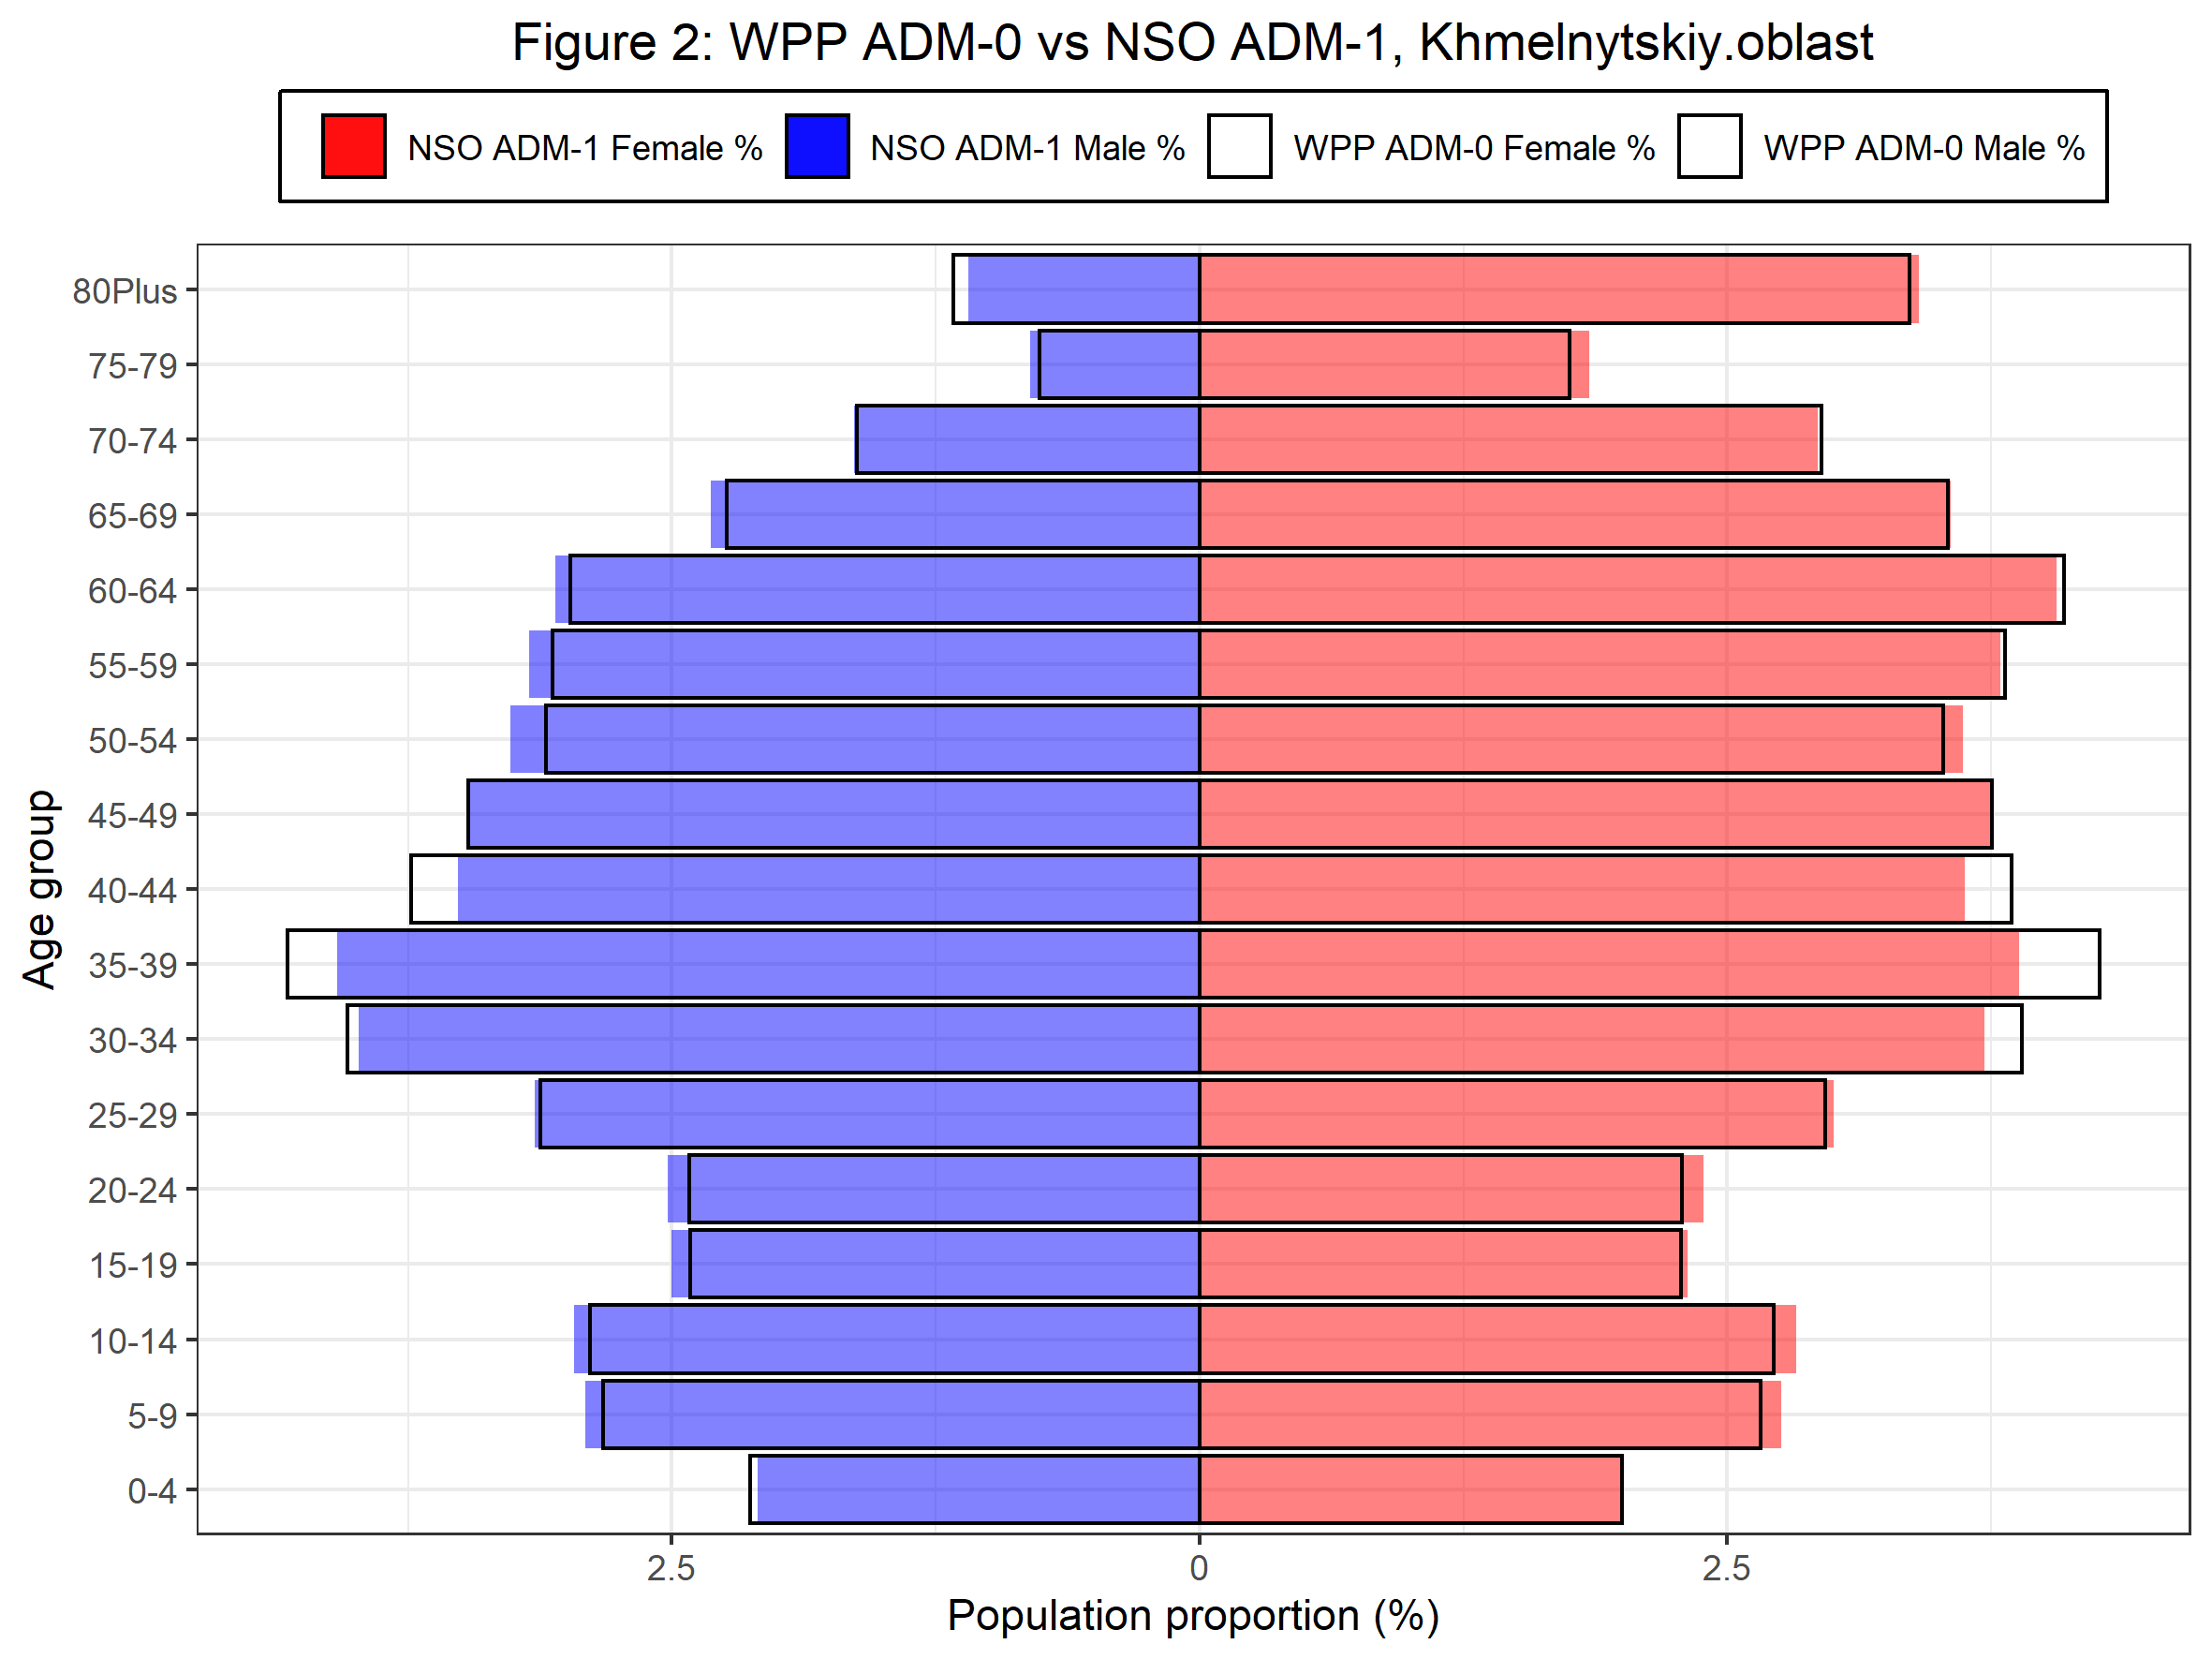 Figure 2: WPP ADM-0 vs NSO ADM-1, Khmelnytskiy.oblast
NSO ADM-1 Female % NSO ADM-1 Male % WPP ADM-0 Female % WPP ADM-0 Male %
80Plus
75-79
70-74
65-69
60-64
55-59
50-54
45-49
40-44
35-39
30-34
25-29
20-24
15-19
10-14
5-9
0-4
Age group
2.5 0 2.5
Population proportion (%)